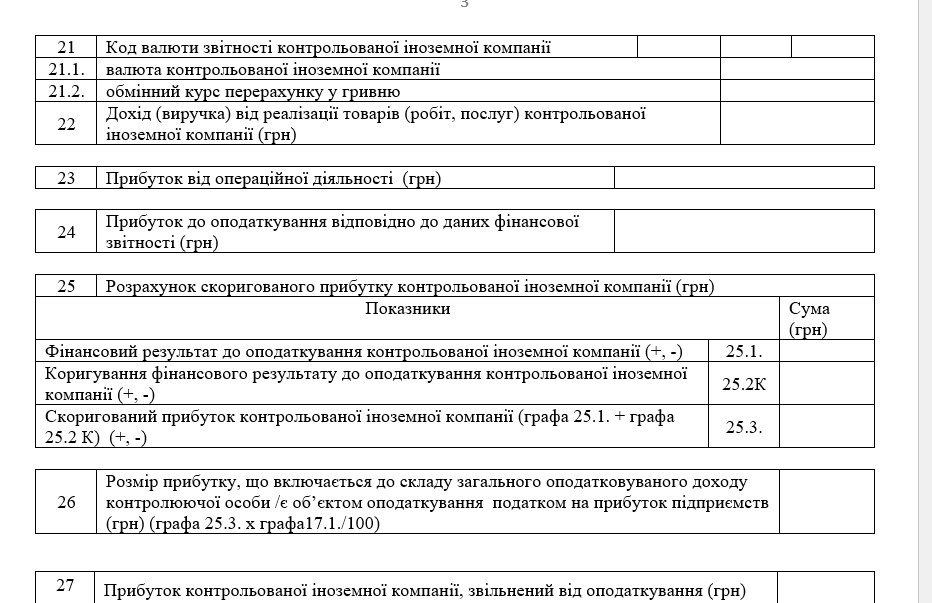 3
21 Код валюти звітності контрольованої іноземної компанії
21.1. валюта контрольованої іноземної компанії
21.2. обмінний курс перерахунку у гривню
22 Дохід (виручка) від реалізації товарів (робіт, послуг) контрольованої
іноземної компанії (грн)
23 Прибуток від операційної діяльності (грн)
24 Прибуток до оподаткування відповідно до даних фінансової
звітності (грн)
25 Розрахунок скоригованого прибутку контрольованої іноземної компанії (грн)
Показники Сума
(грн)
Фінансовий результат до оподаткування контрольованої іноземної компанії (+, -) 25.1.
Коригування фінансового результату до оподаткування контрольованої іноземної
компанії (+, -) 25.2К
Скоригований прибуток контрольованої іноземної компанії (графа 25.1. + графа
25.2 К) (+, -) 25.3.
26 Розмір прибутку, що включається до складу загального оподатковуваного доходу
контролюючої особи /є об’єктом оподаткування податком на прибуток підприємств
(грн) (графа 25.3. х графа17.1./100)
27 Прибуток контрольованої іноземної компанії, звільнений від оподаткування (грн)